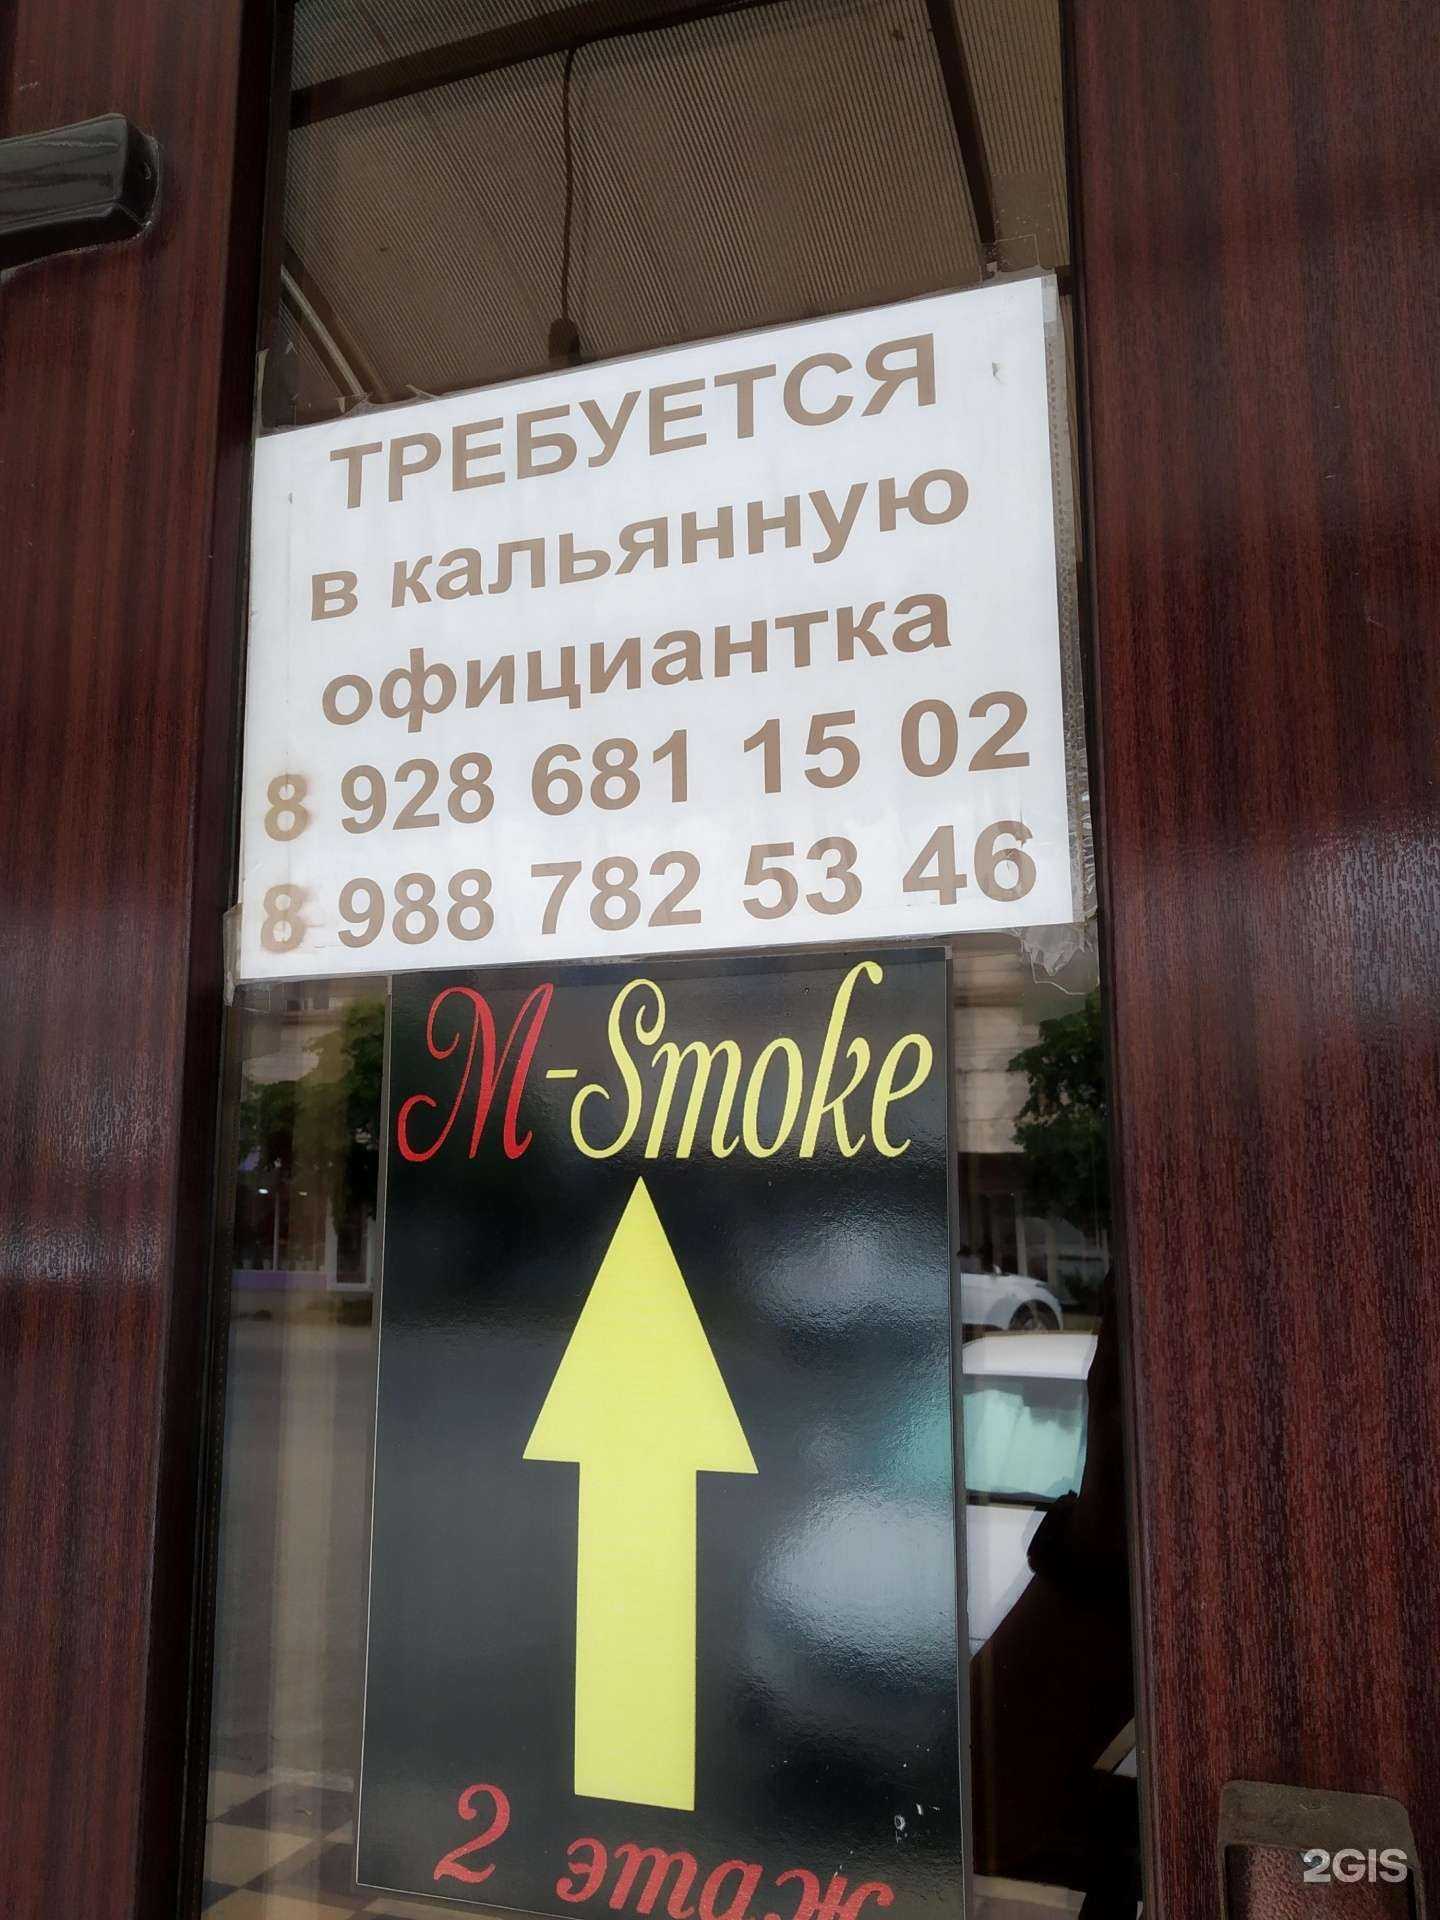 ТРЕБУЕТСЯ
в кальянную
официантка
8 928 681 15 02
8 988 782 53 46
M-Smoke
2 этаж
2GIS